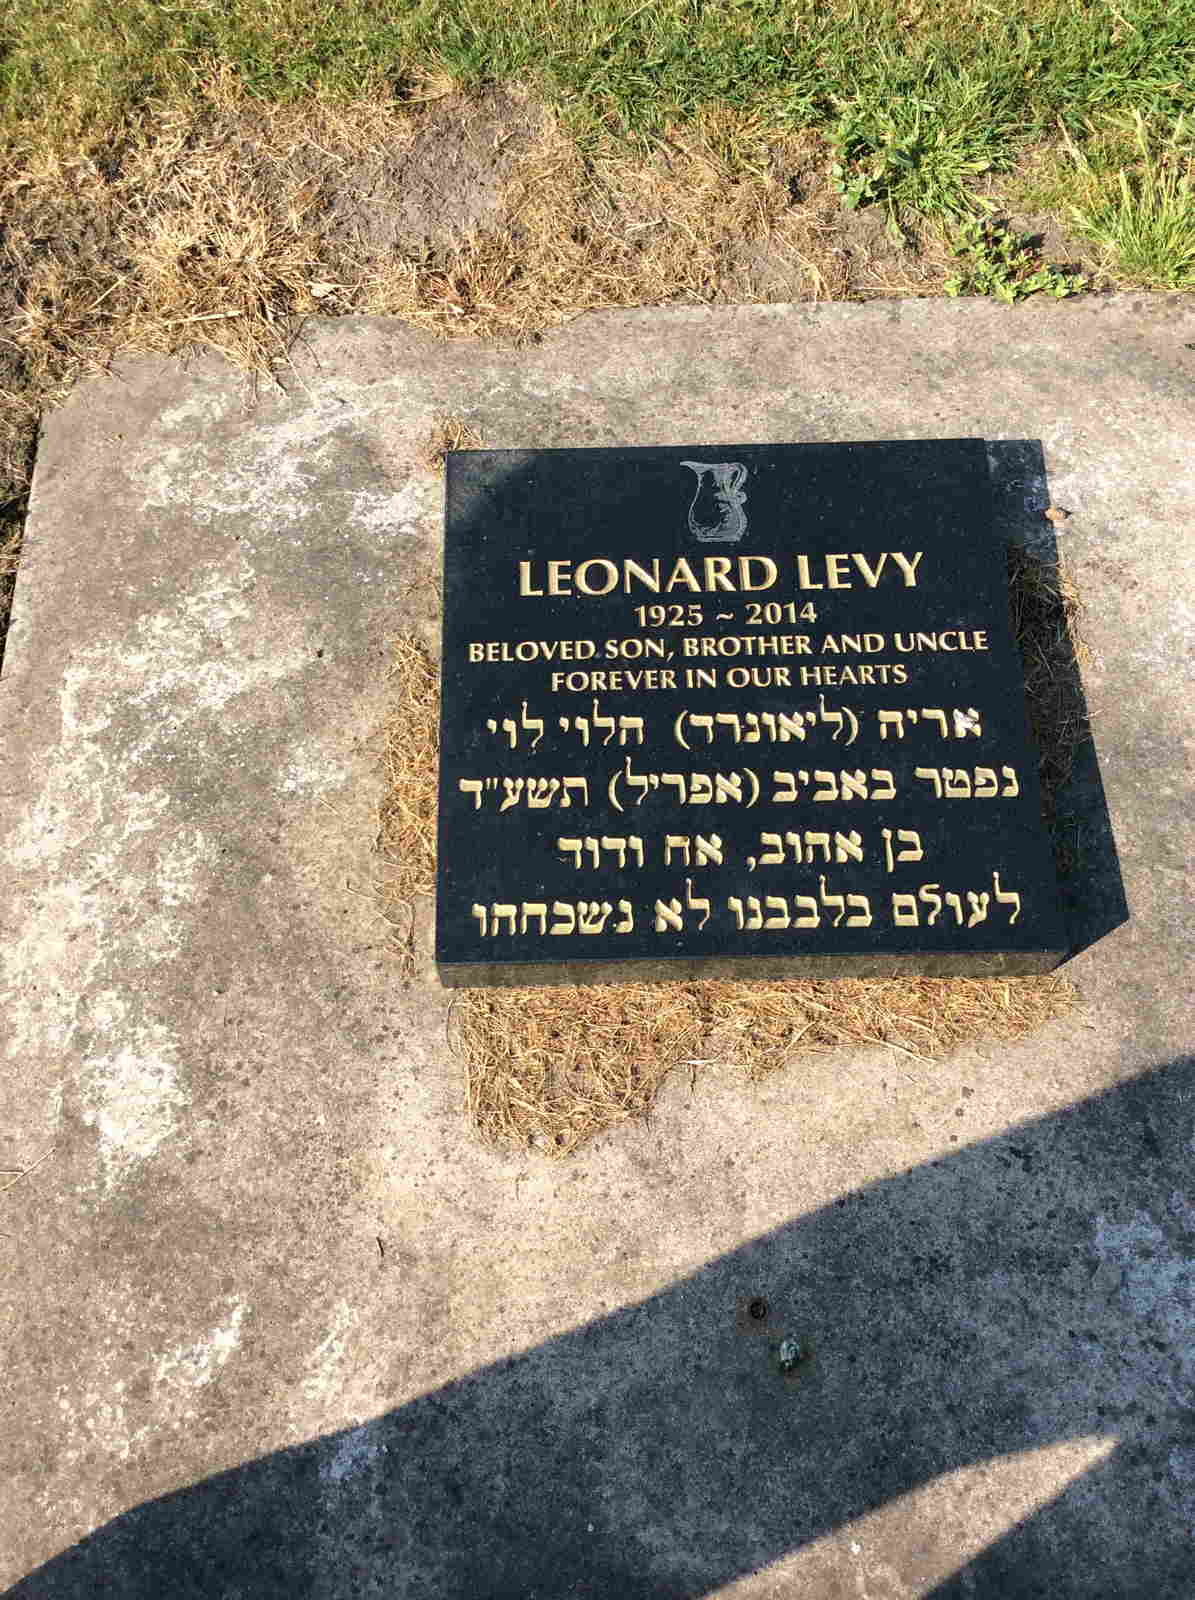 LEONARD LEVY
1925 ~ 2014
BELOVED SON, BROTHER AND UNCLE
FOREVER IN OUR HEARTS
אריה (ליאונרד) הלוי לוי
נפטר באביב (אפריל) תשע"ד
בן אהוב, אח ודוד
לעולם בלבבנו לא נשכחהו